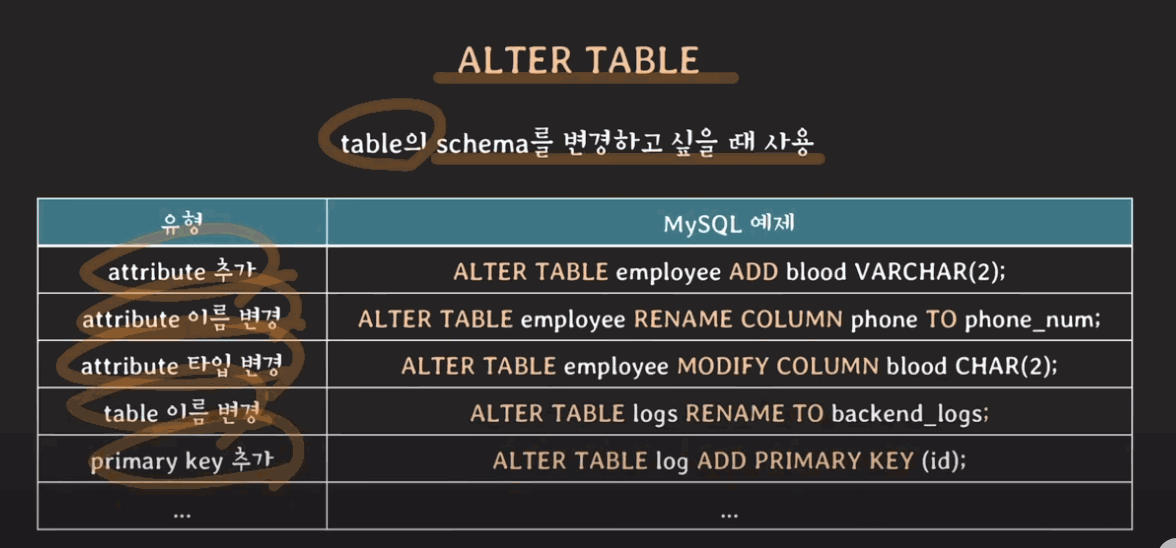 ALTER TABLE
table의 schema를 변경하고 싶을 때 사용
유형 MySQL 예제
attribute 추가 ALTER TABLE employee ADD blood VARCHAR(2);
attribute 이름 변경 ALTER TABLE employee RENAME COLUMN phone TO phone_num;
attribute 타입 변경 ALTER TABLE employee MODIFY COLUMN blood CHAR(2);
table 이름 변경 ALTER TABLE logs RENAME TO backend_logs;
primary key 추가 ALTER TABLE log ADD PRIMARY KEY (id);
... ...